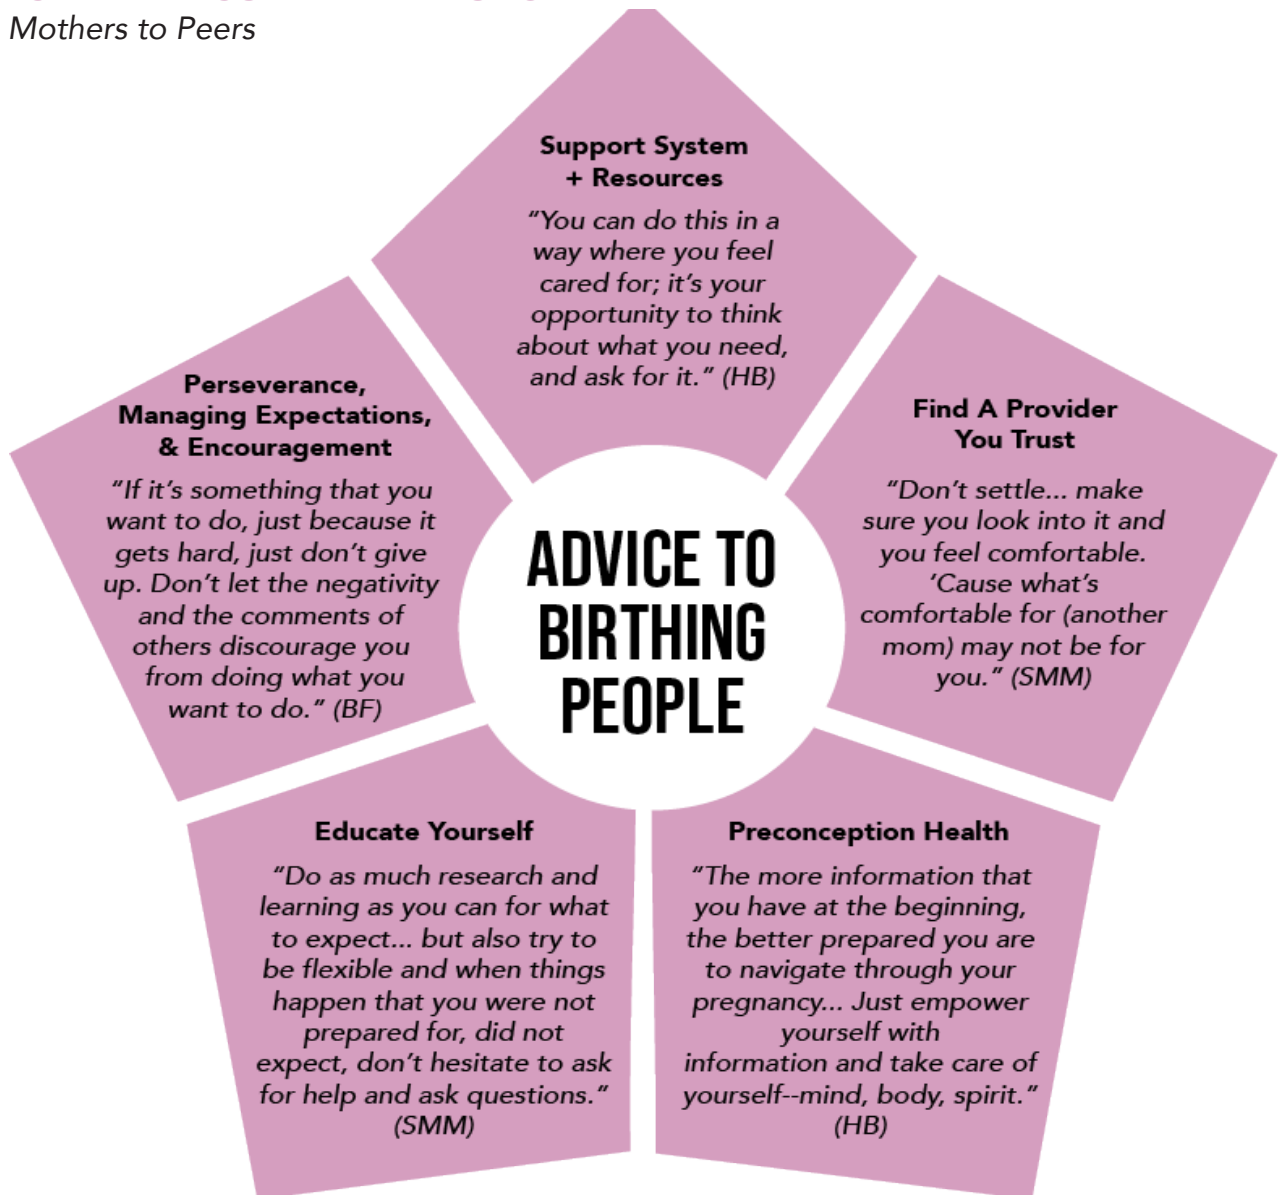 Mothers to Peers
Support System
+ Resources
“You can do this in a
way where you feel
cared for; it’s your
opportunity to think
about what you need,
and ask for it.” (HB)
Perseverance,
Managing Expectations,
& Encouragement
“If it’s something that you
want to do, just because it
gets hard, just don’t give
up. Don’t let the negativity
and the comments of
others discourage you
from doing what you
want to do.” (BF)
Find A Provider
You Trust
“Don’t settle... make
sure you look into it and
you feel comfortable.
’Cause what’s
comfortable for (another
mom) may not be for
you.” (SMM)
ADVICE TO
BIRTHING
PEOPLE
Educate Yourself
“Do as much research and
learning as you can for what
to expect... but also try to
be flexible and when things
happen that you were not
prepared for, did not
expect, don’t hesitate to ask
for help and ask questions.”
(SMM)
Preconception Health
“The more information that
you have at the beginning,
the better prepared you are
to navigate through your
pregnancy... Just empower
yourself with
information and take care of
yourself--mind, body, spirit.”
(HB)